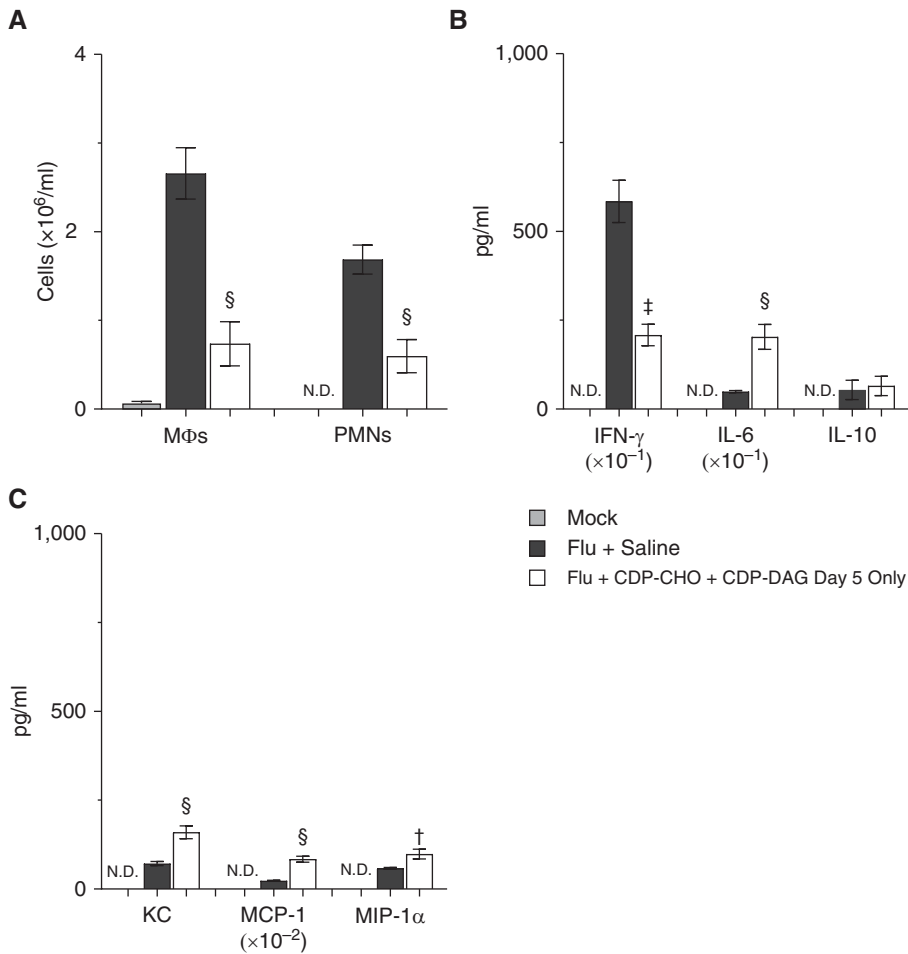 A
4
2
0
Cells (×10⁶/ml)
§
N.D.
§
MΦs
PMNs
B
1,000
500
0
pg/ml
N.D.
‡
N.D.
§
N.D.
IFN-γ
(×10⁻¹)
IL-6
(×10⁻¹)
IL-10
C
1,000
500
0
pg/ml
N.D.
§
N.D.
§
N.D.
†
KC
MCP-1
(×10⁻²)
MIP-1α
Mock
Flu + Saline
Flu + CDP-CHO + CDP-DAG Day 5 Only